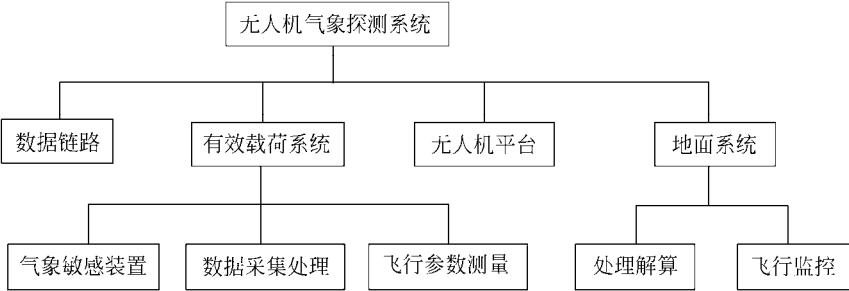 无人机气象探测系统
数据链路
有效载荷系统
无人机平台
地面系统
气象敏感装置
数据采集处理
飞行参数测量
处理解算
飞行监控